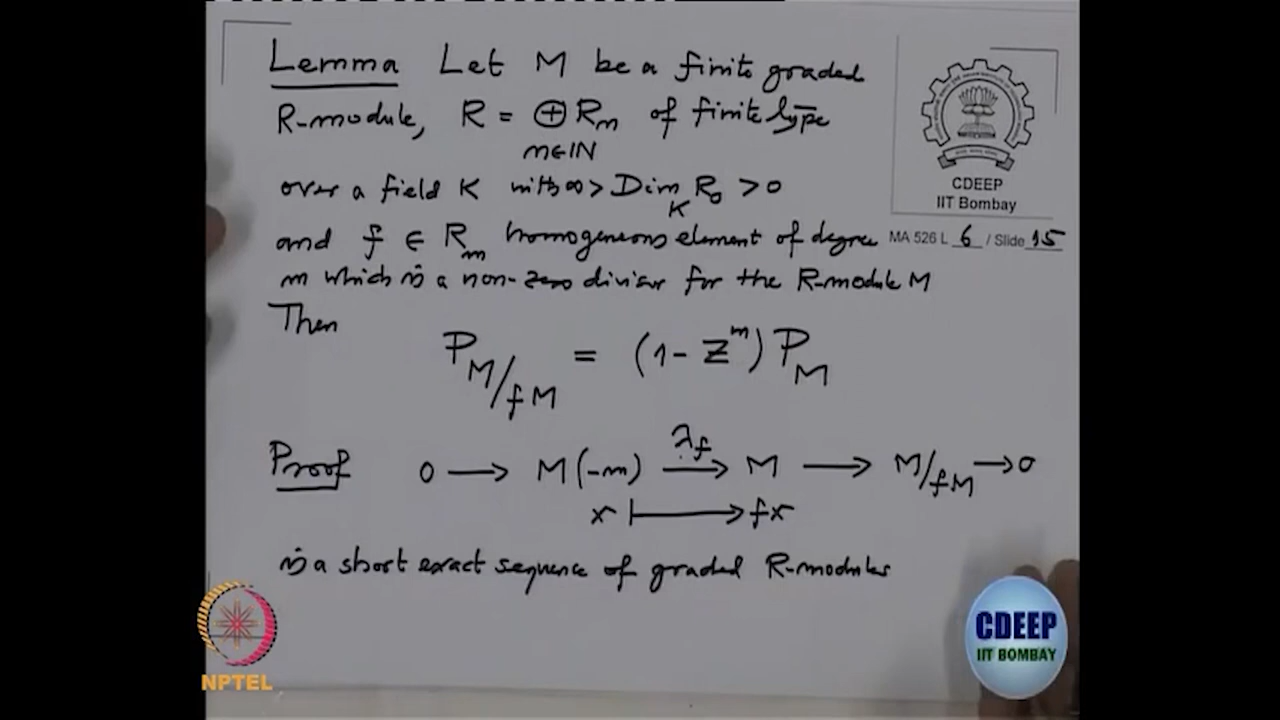 Lemma Let M be a finite graded
R-module, R = ⊕ R_m of finite type
m∈IN
over a field K with ∞ > Dim_K R_0 > 0
and f ∈ R_m homogeneous element of degree
m which is a non-zero divisor for the R-module M
Then
P_{M/fM} = (1 - Z^m) P_M
Proof 0 → M(-m) →^{λ_f} M → M/fM → 0
x ↦ fx
is a short exact sequence of graded R-modules
CDEEP
IIT Bombay
MA 526 L 6 / Slide 15
NPTEL
CDEEP
IIT BOMBAY